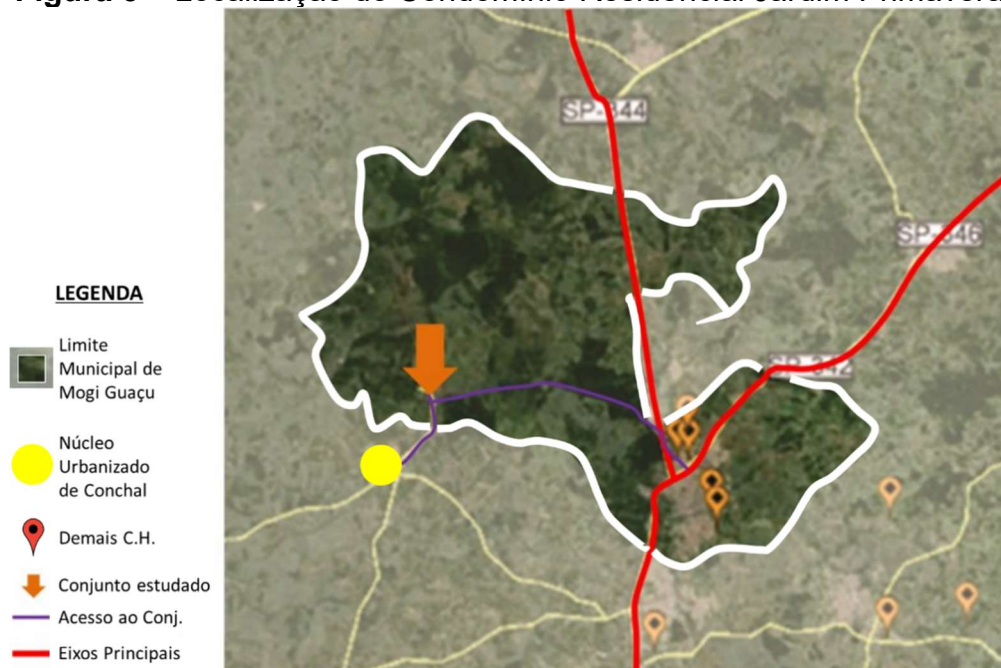 SP-344
SP-346
SP-342
LEGENDA
Limite
Municipal de
Mogi Guaçu
Núcleo
Urbanizado
de Conchal
Demais C.H.
Conjunto estudado
Acesso ao Conj.
Eixos Principais